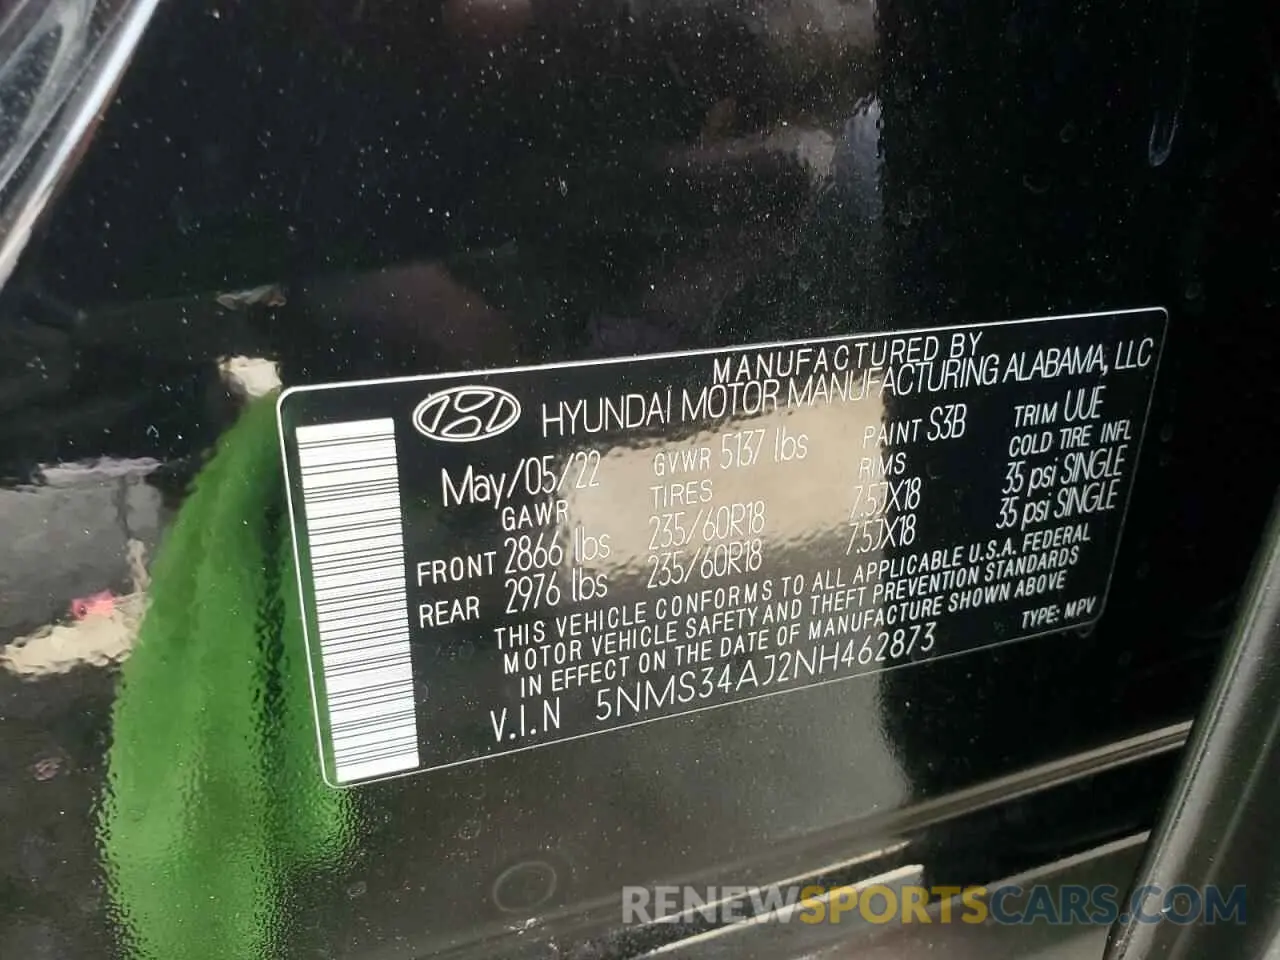 MANUFACTURED BY
HYUNDAI MOTOR MANUFACTURING ALABAMA, LLC
May/05/22 GVWR 5137 lbs PAINT S3B TRIM UUE
GAWR TIRES RIMS COLD TIRE INFL
FRONT 2866 lbs 235/60R18 7.5JX18 35 psi SINGLE
REAR 2976 lbs 235/60R18 7.5JX18 35 psi SINGLE
THIS VEHICLE CONFORMS TO ALL APPLICABLE U.S.A. FEDERAL
MOTOR VEHICLE SAFETY AND THEFT PREVENTION STANDARDS
IN EFFECT ON THE DATE OF MANUFACTURE SHOWN ABOVE
V.I.N 5NMS34AJ2NH462873 TYPE: MPV
RENEWSPORTSCARS.COM